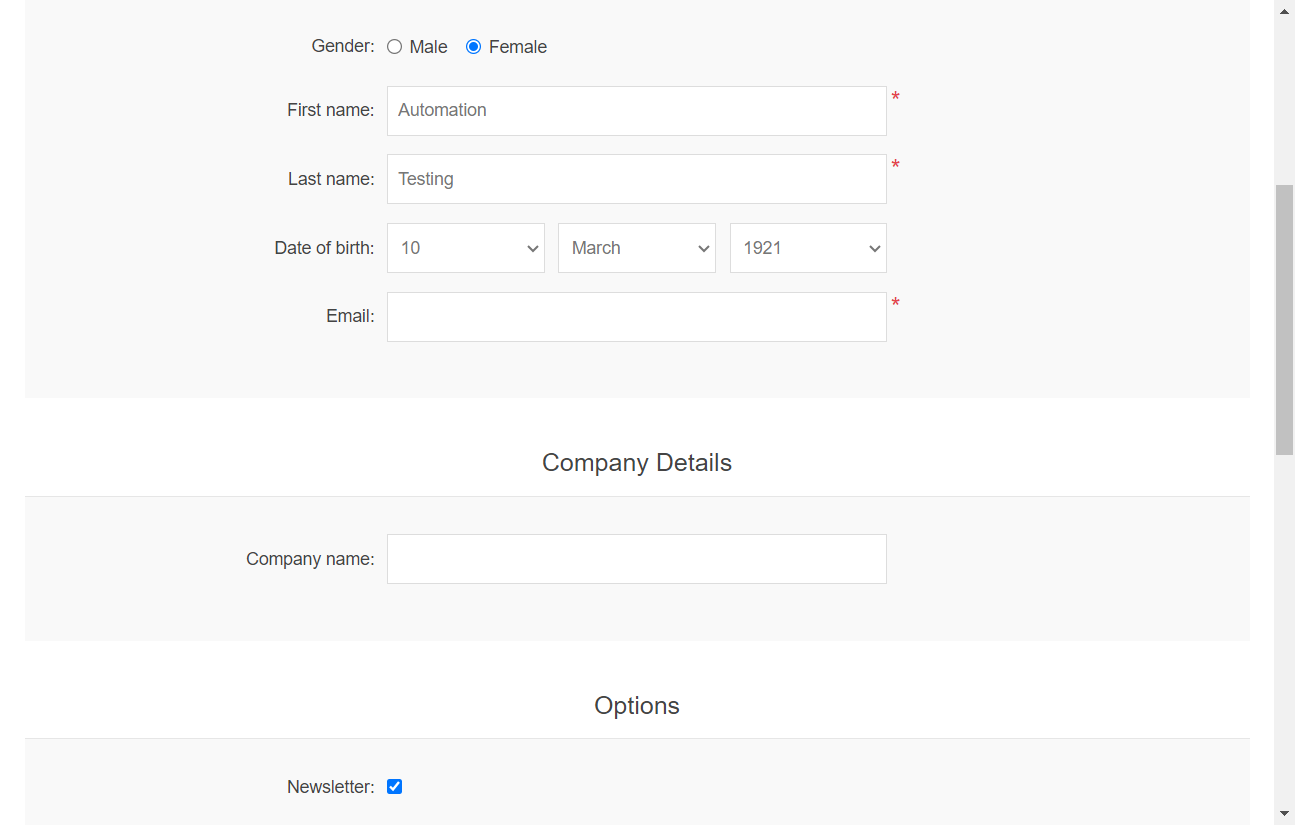 Gender: Male Female
First name: Automation *
Last name: Testing *
Date of birth: 10 March 1921
Email: *
Company Details
Company name:
Options
Newsletter: